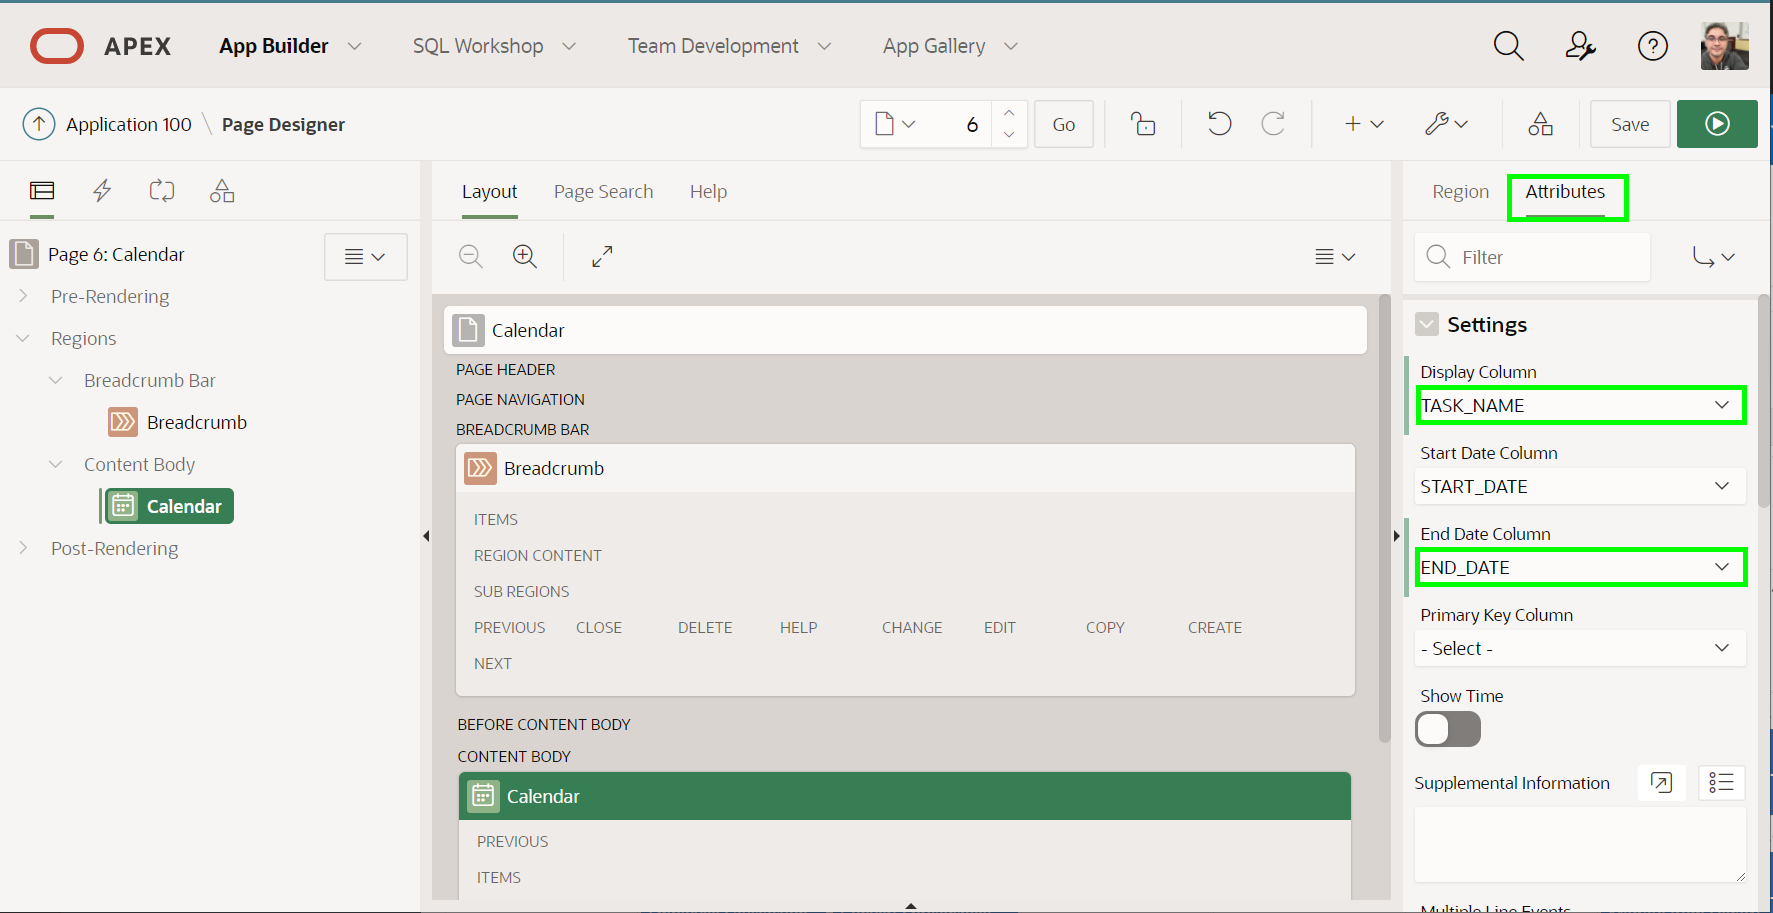 APEX App Builder SQL Workshop Team Development App Gallery
Application 100 \ Page Designer 6 Go Save
Layout Page Search Help
Region Attributes
Page 6: Calendar
Pre-Rendering
Regions
Breadcrumb Bar
Breadcrumb
Content Body
Calendar
Post-Rendering
Calendar
PAGE HEADER
PAGE NAVIGATION
BREADCRUMB BAR
Breadcrumb
ITEMS
REGION CONTENT
SUB REGIONS
PREVIOUS CLOSE DELETE HELP CHANGE EDIT COPY CREATE
NEXT
BEFORE CONTENT BODY
CONTENT BODY
Calendar
PREVIOUS
ITEMS
Filter
Settings
Display Column
TASK_NAME
Start Date Column
START_DATE
End Date Column
END_DATE
Primary Key Column
- Select -
Show Time
Supplemental Information
Multiple Line Events